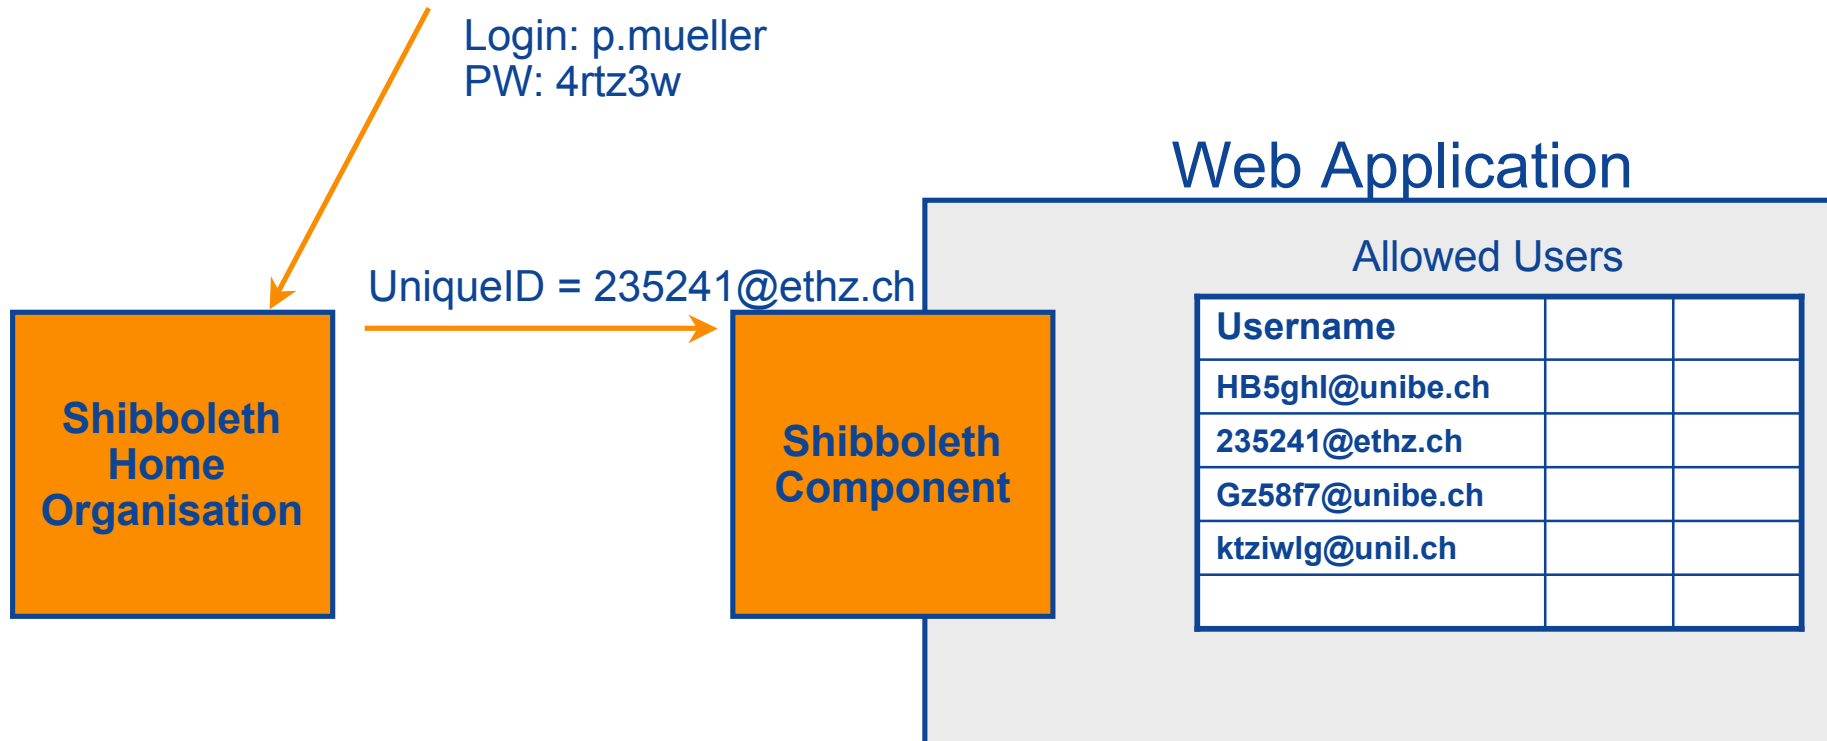 Login: p.mueller
PW: 4rtz3w
Web Application
Allowed Users
UniqueID = 235241@ethz.ch
Shibboleth
Home
Organisation
Shibboleth
Component
Username
HB5ghl@unibe.ch
235241@ethz.ch
Gz58f7@unibe.ch
ktziwlg@unil.ch